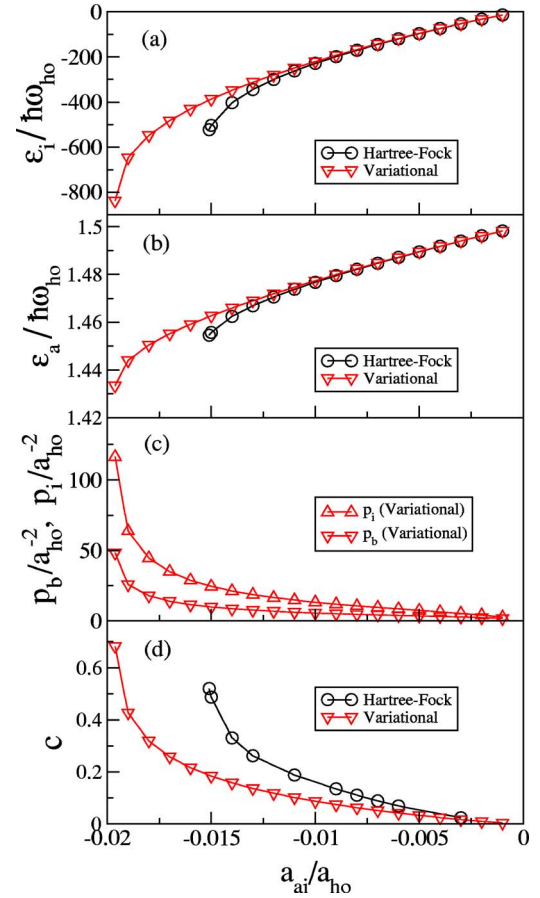 0
-200
-400
-600
-800
ε_i/ħω_ho
(a)
Hartree-Fock
Variational
1.5
1.48
1.46
1.44
1.42
ε_a/ħω_ho
(b)
Hartree-Fock
Variational
100
50
0
p_b/a_ho^-2, p_i/a_ho^-2
(c)
p_i (Variational)
p_b (Variational)
0.6
0.4
0.2
0
c
(d)
Hartree-Fock
Variational
-0.02 -0.015 -0.01 -0.005 0
a_ai/a_ho